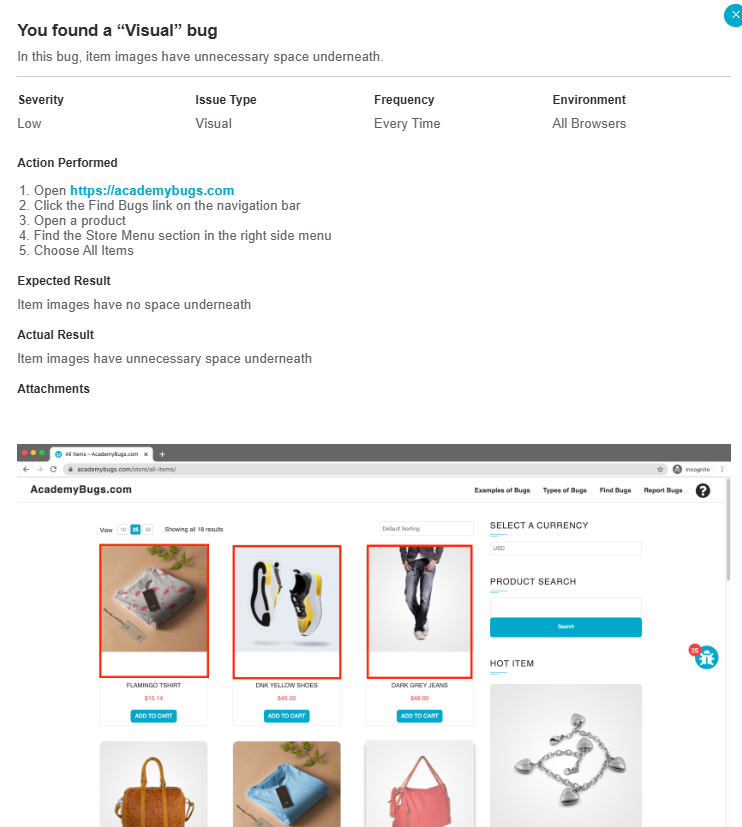 You found a “Visual” bug
In this bug, item images have unnecessary space underneath.
Severity Issue Type Frequency Environment
Low Visual Every Time All Browsers
Action Performed
1. Open https://academybugs.com
2. Click the Find Bugs link on the navigation bar
3. Open a product
4. Find the Store Menu section in the right side menu
5. Choose All Items
Expected Result
Item images have no space underneath
Actual Result
Item images have unnecessary space underneath
Attachments
All Items – AcademyBugs.com
academybugs.com/store/all-items/ Incognito
AcademyBugs.com Examples of Bugs Types of Bugs Find Bugs Report Bugs ?
View 10 25 50 Showing all 18 results Default Sorting
SELECT A CURRENCY
USD
PRODUCT SEARCH
Search
HOT ITEM
25
FLAMINGO TSHIRT DNK YELLOW SHOES DARK GREY JEANS
$15.14 $45.00 $46.00
ADD TO CART ADD TO CART ADD TO CART